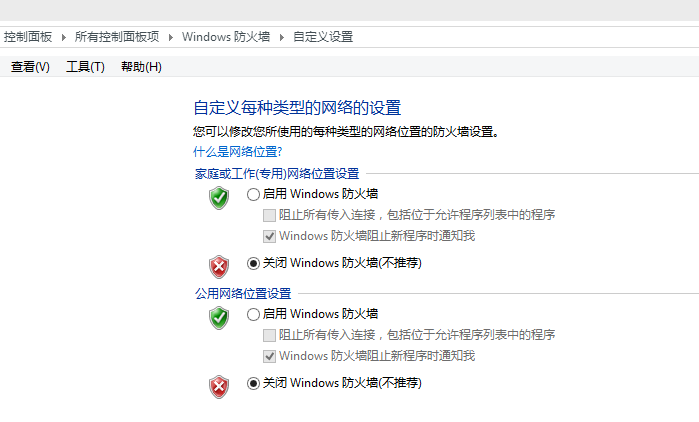 控制面板 ▸ 所有控制面板项 ▸ Windows 防火墙 ▸ 自定义设置
查看(V) 工具(T) 帮助(H)
自定义每种类型的网络的设置
您可以修改您所使用的每种类型的网络位置的防火墙设置。
什么是网络位置?
家庭或工作(专用)网络位置设置
启用 Windows 防火墙
阻止所有传入连接，包括位于允许程序列表中的程序
Windows 防火墙阻止新程序时通知我
关闭 Windows 防火墙(不推荐)
公用网络位置设置
启用 Windows 防火墙
阻止所有传入连接，包括位于允许程序列表中的程序
Windows 防火墙阻止新程序时通知我
关闭 Windows 防火墙(不推荐)